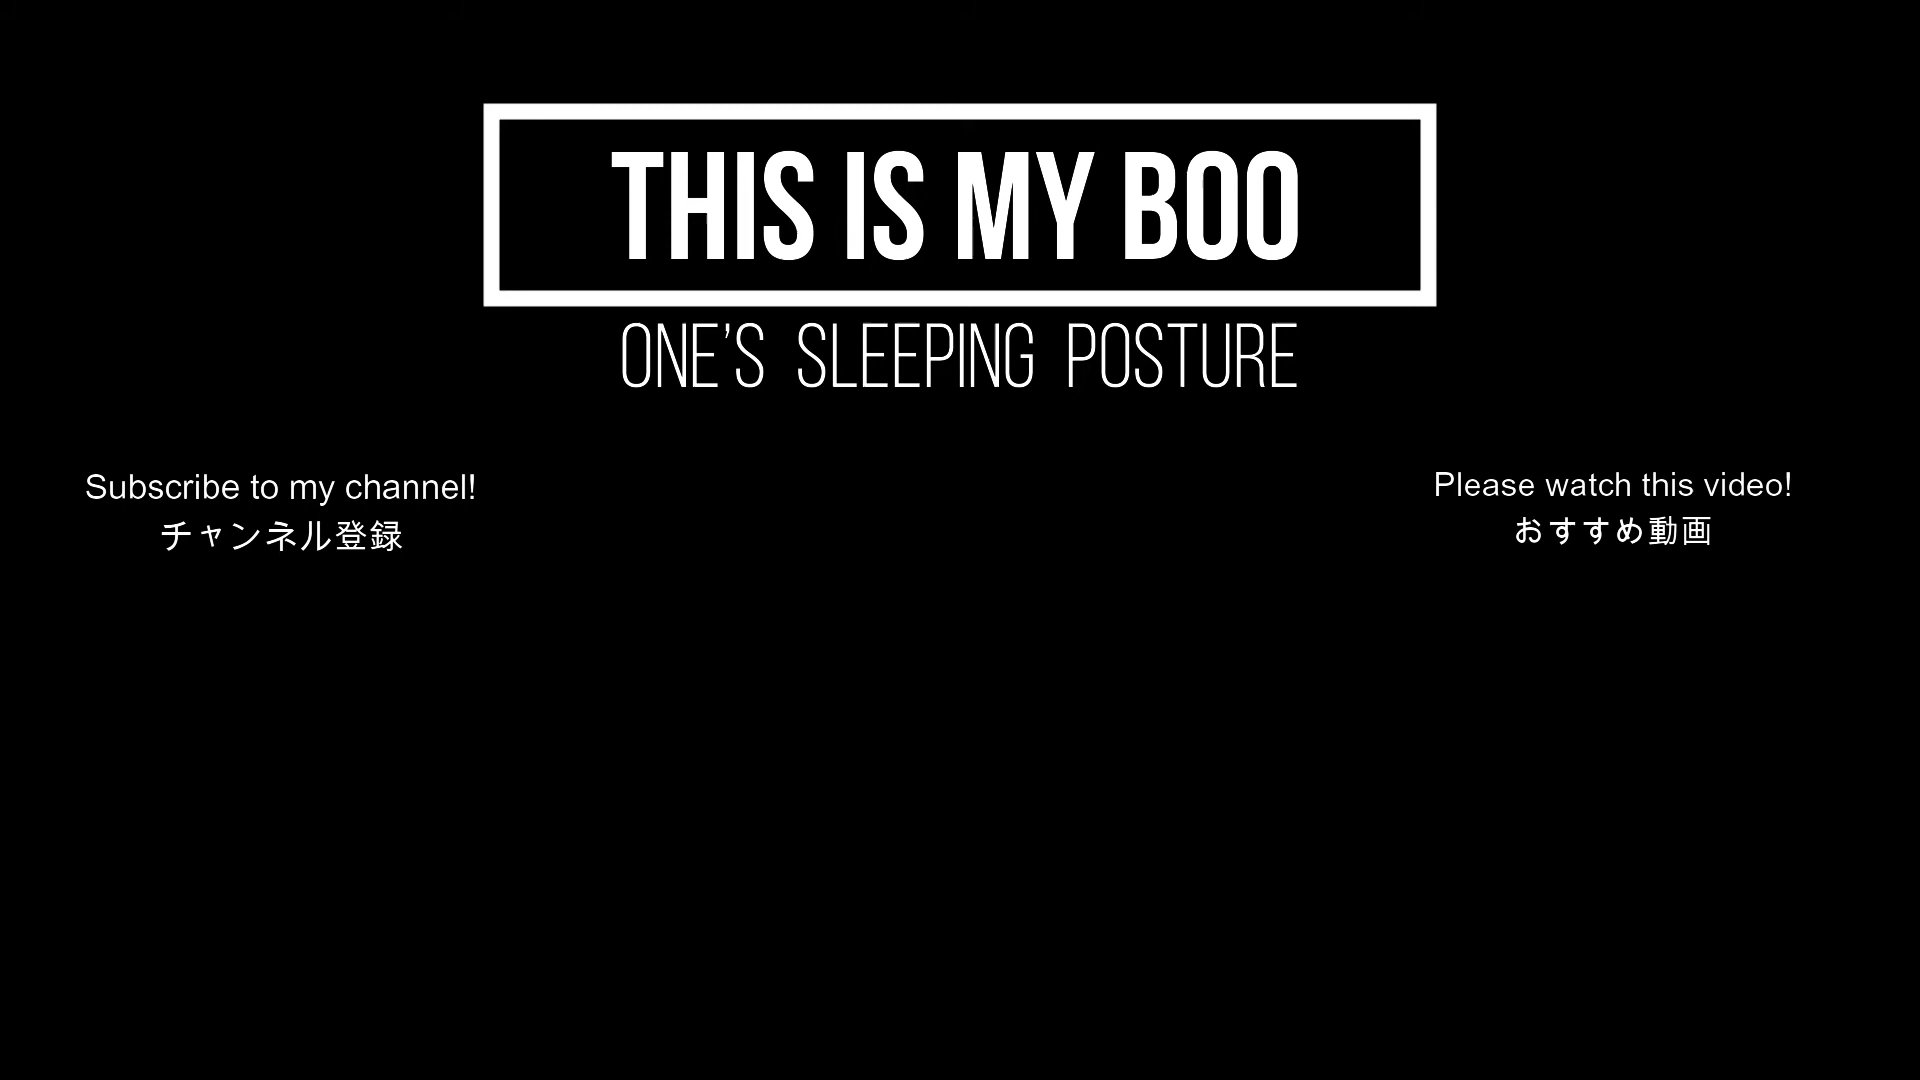 THIS IS MY BOO
ONE'S SLEEPING POSTURE
Subscribe to my channel!
チャンネル登録
Please watch this video!
おすすめ動画